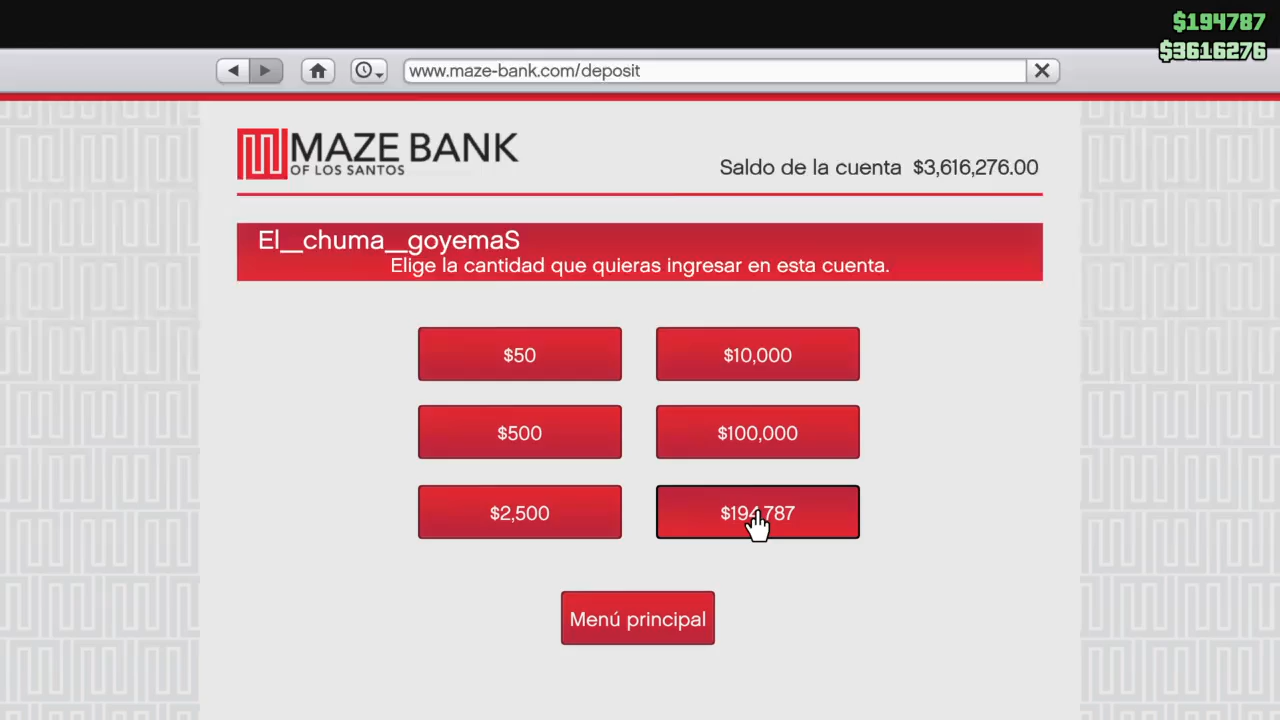 $194787
$3616276
www.maze-bank.com/deposit
MAZE BANK
OF LOS SANTOS
Saldo de la cuenta $3,616,276.00
El__chuma__goyemaS
Elige la cantidad que quieras ingresar en esta cuenta.
$50
$10,000
$500
$100,000
$2,500
$194,787
Menú principal